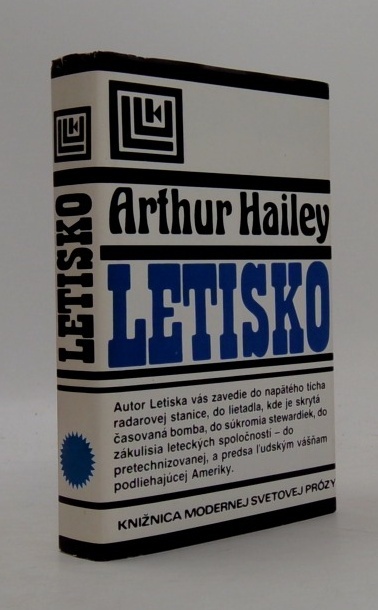 LETISKO
Arthur Hailey
LETISKO
Autor Letiska vás zavedie do napätého ticha
radarovej stanice, do lietadla, kde je skrytá
časovaná bomba, do súkromia stewardiek, do
zákulisia leteckých spoločností – do
pretechnizovanej, a predsa ľudským vášňam
podliehajúcej Ameriky.
KNIŽNICA MODERNEJ SVETOVEJ PRÓZY